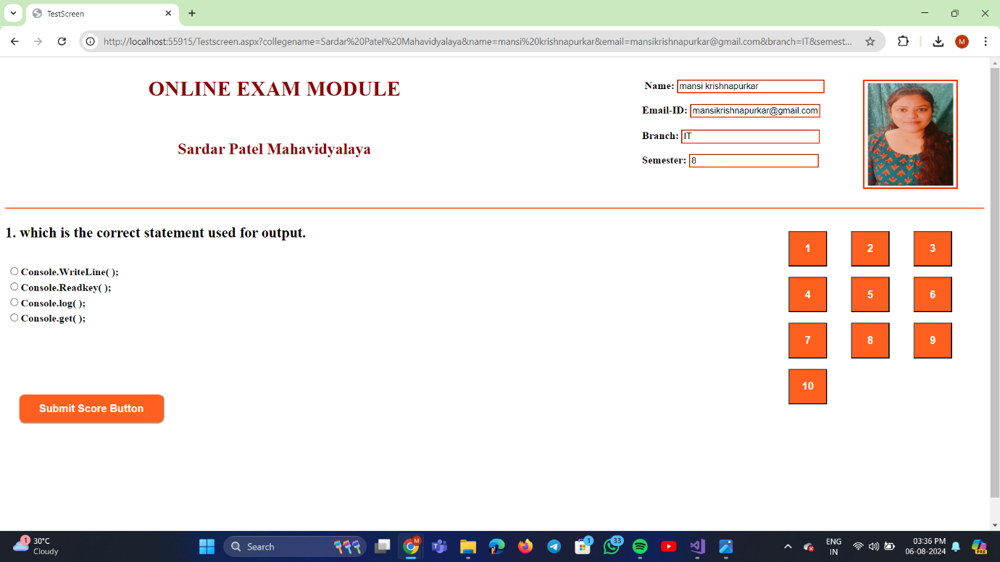 TestScreen
http://localhost:55915/Testscreen.aspx?collegename=Sardar%20Patel%20Mahavidyalaya&name=mansi%20krishnapurkar&email=mansikrishnapurkar@gmail.com&branch=IT&semest...
M
ONLINE EXAM MODULE
Sardar Patel Mahavidyalaya
Name: mansi krishnapurkar
Email-ID: mansikrishnapurkar@gmail.com
Branch: IT
Semester: 8
1. which is the correct statement used for output.
Console.WriteLine( );
Console.Readkey( );
Console.log( );
Console.get( );
1 2 3
4 5 6
7 8 9
10
Submit Score Button
1
30°C
Cloudy
Search
M
1
33
ENG
IN
03:36 PM
06-08-2024
PRE